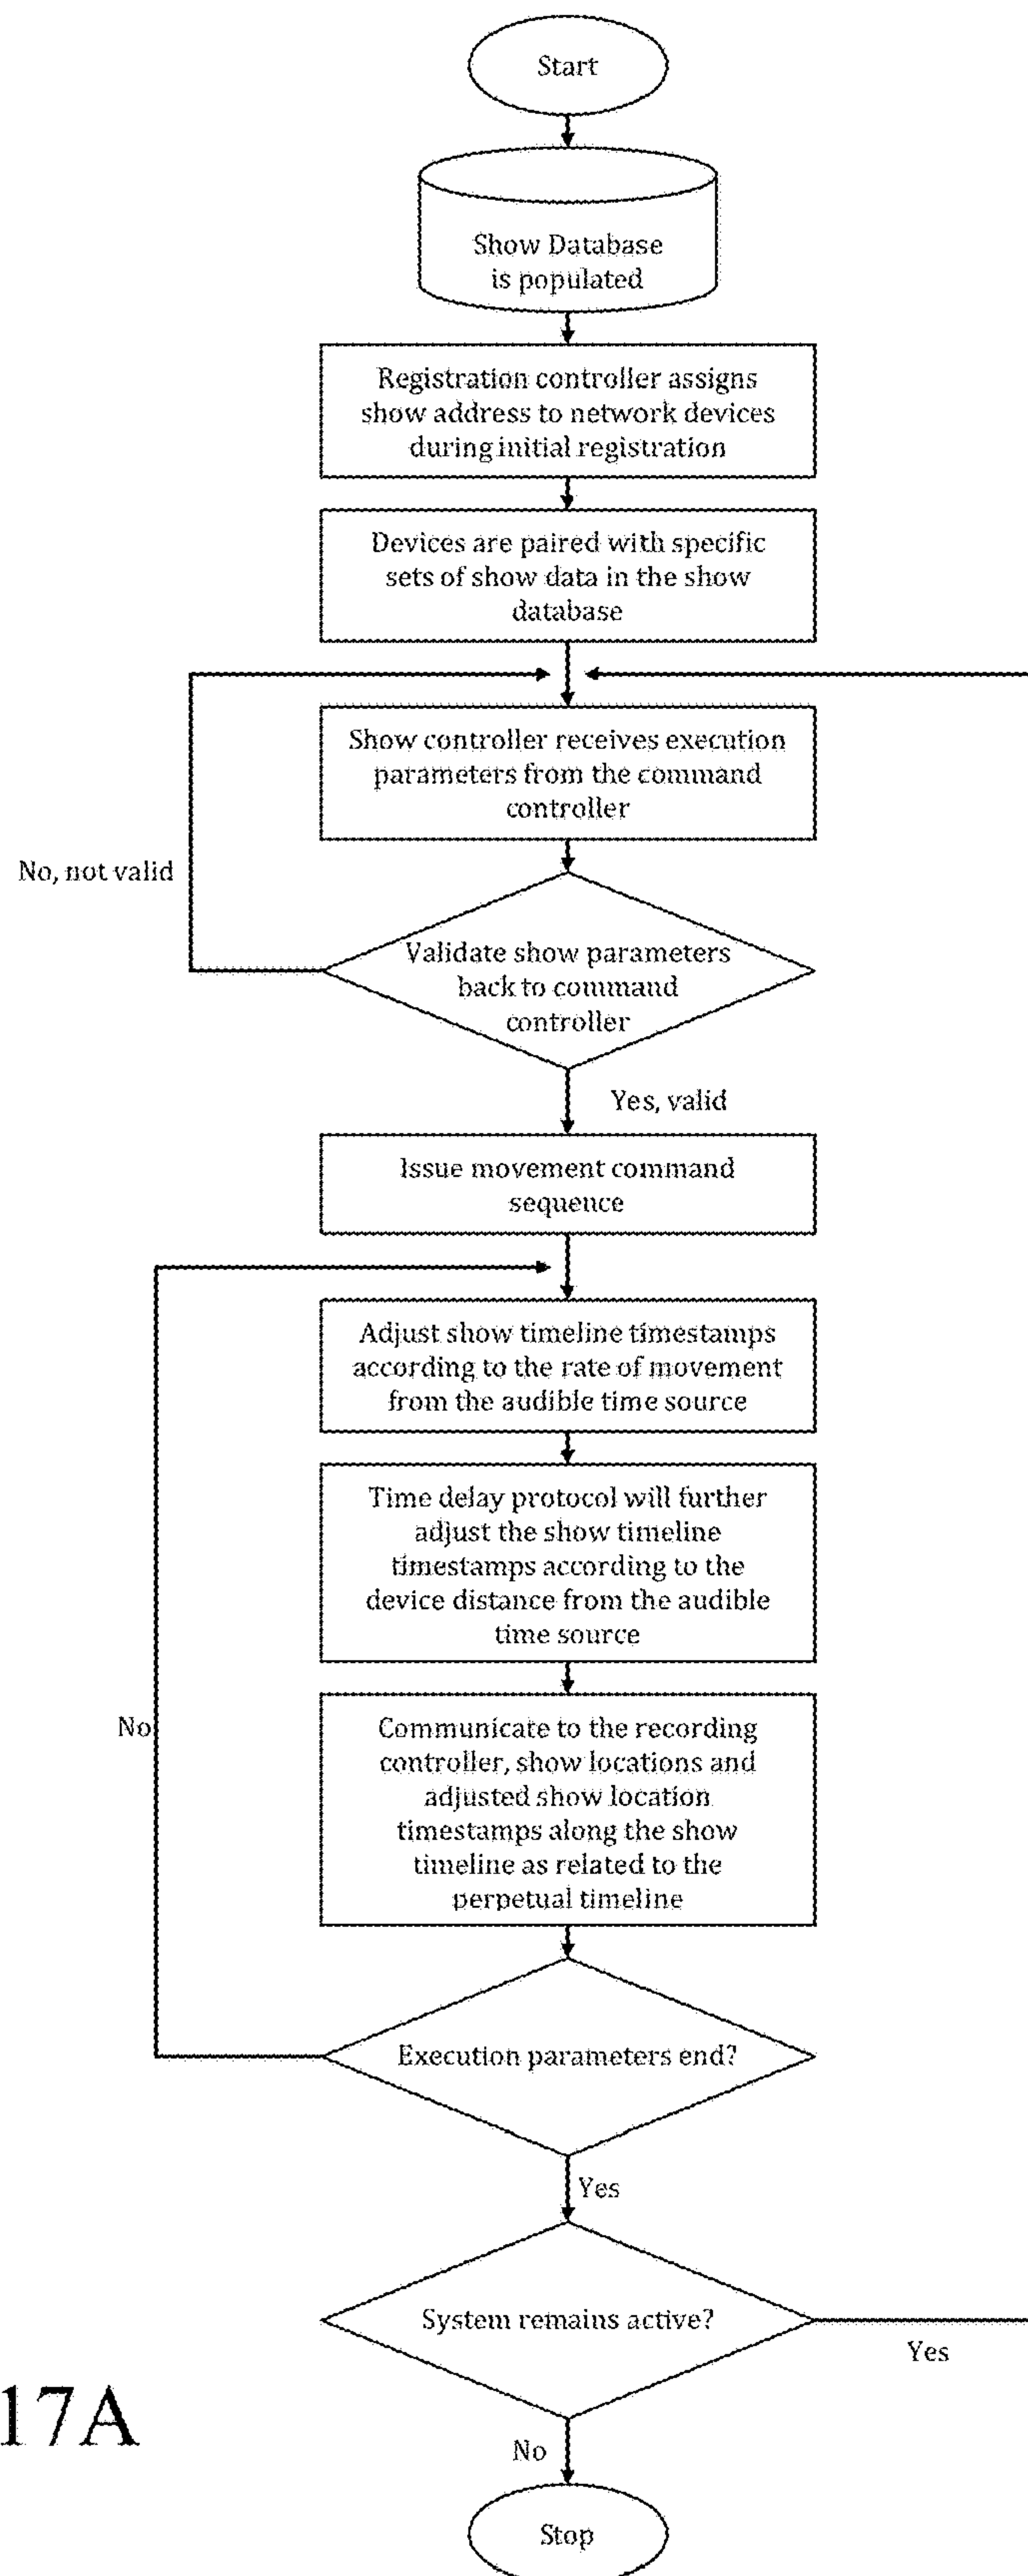 Start
Show Database
is populated
Registration controller assigns
show address to network devices
during initial registration
Devices are paired with specific
sets of show data in the show
database
Show controller receives execution
parameters from the command
controller
No, not valid
Validate show parameters
back to command
controller
Yes, valid
Issue movement command
sequence
Adjust show timeline timestamps
according to the rate of movement
from the audible time source
Time delay protocol will further
adjust the show timeline
timestamps according to the
device distance from the audible
time source
No
Communicate to the recording
controller, show locations and
adjusted show location
timestamps along the show
timeline as related to the
perpetual timeline
Execution parameters end?
Yes
System remains active?
Yes
17A
No
Stop